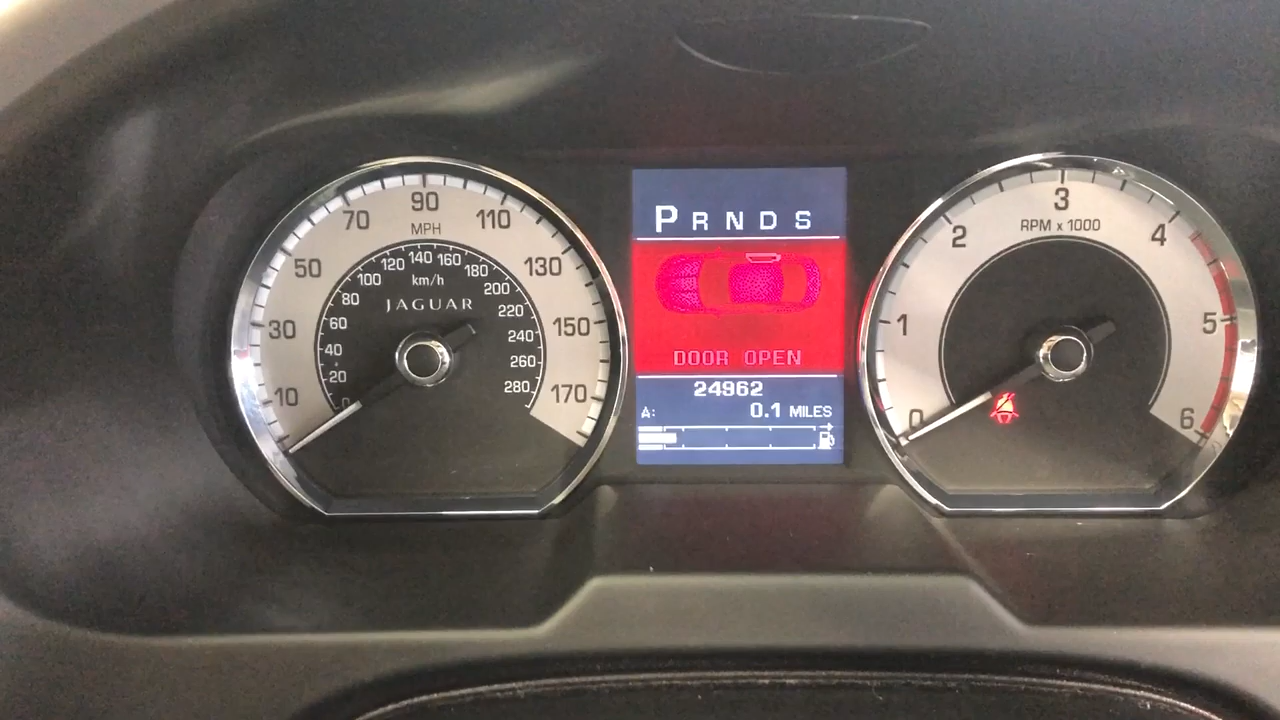 10 30 50 70 90 110 130 150 170
MPH
0 20 40 60 80 100 120 140 160 180 200 220 240 260 280
km/h
JAGUAR
P R N D S
DOOR OPEN
24962
A: 0.1 MILES
0 1 2 3 4 5 6
RPM x 1000